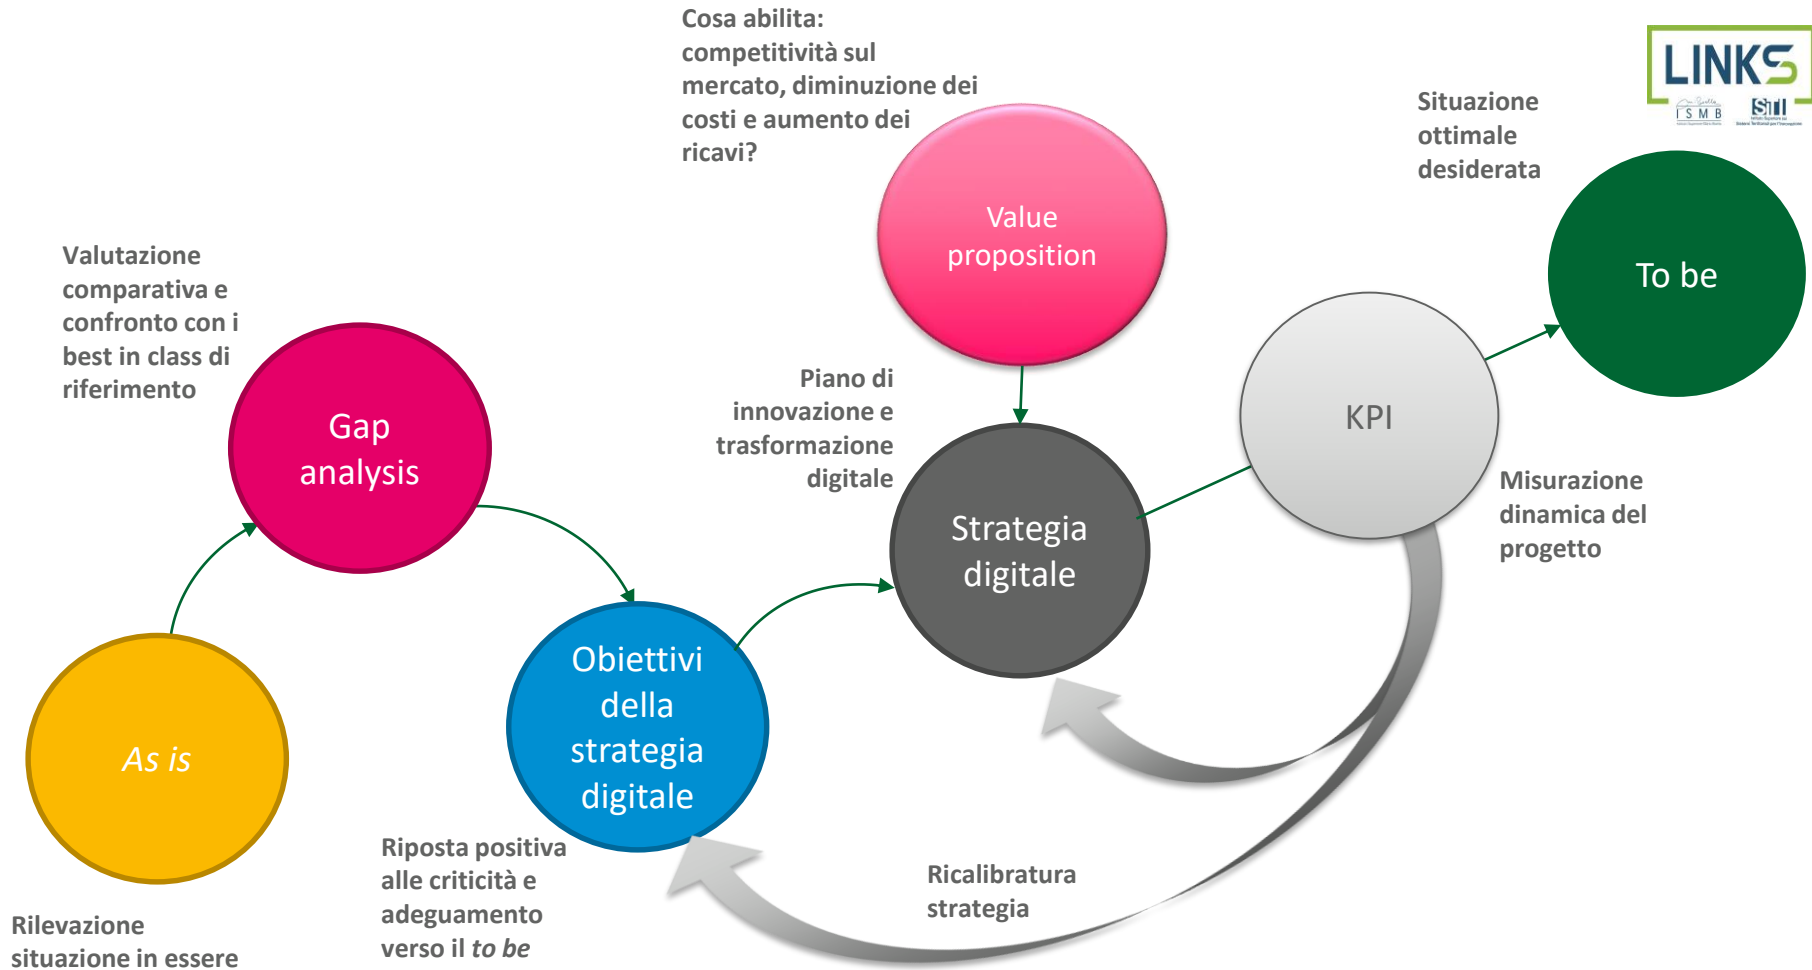 Cosa abilita:
competitività sul
mercato, diminuzione dei
costi e aumento dei
ricavi?
LINKS
ISMB
STI
Situazione
ottimale
desiderata
Value
proposition
To be
Valutazione
comparativa e
confronto con i
best in class di
riferimento
Gap
analysis
Piano di
innovazione e
trasformazione
digitale
KPI
Misurazione
dinamica del
progetto
Strategia
digitale
Obiettivi
della
strategia
digitale
As is
Riposta positiva
alle criticità e
adeguamento
verso il to be
Ricalibratura
strategia
Rilevazione
situazione in essere